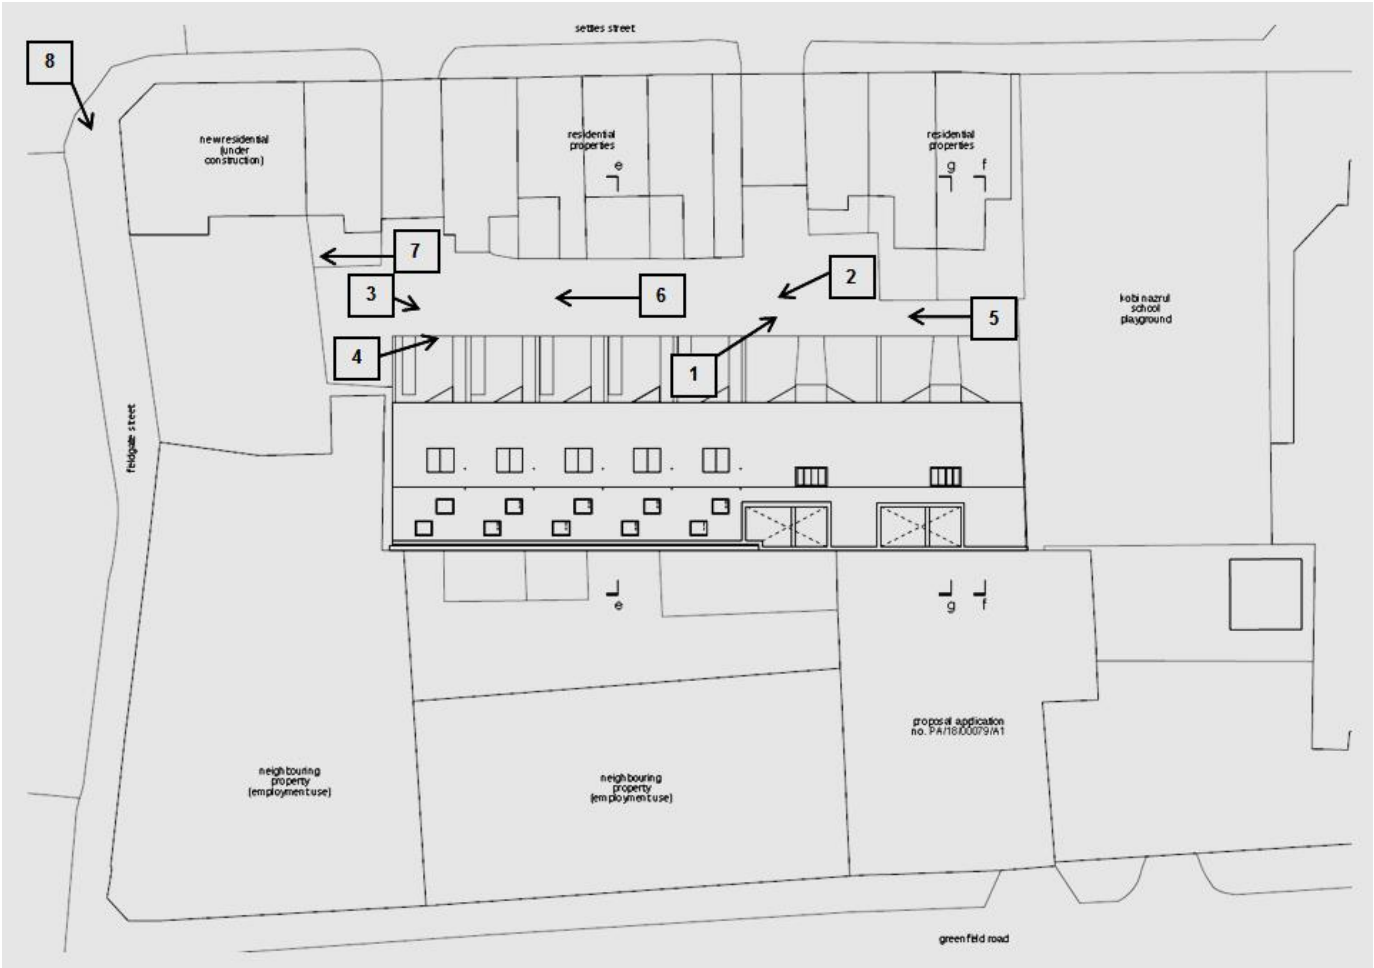 settles street
8
new residential
(under
construction)
residential
properties
residential
properties
e
g
f
7
2
3
6
5
kobi nazrul
school
playground
4
1
fieldgate street
e
g
f
proposal application
no. PA/18/00079/A1
neighbouring
property
(employment use)
neighbouring
property
(employment use)
greenfield road